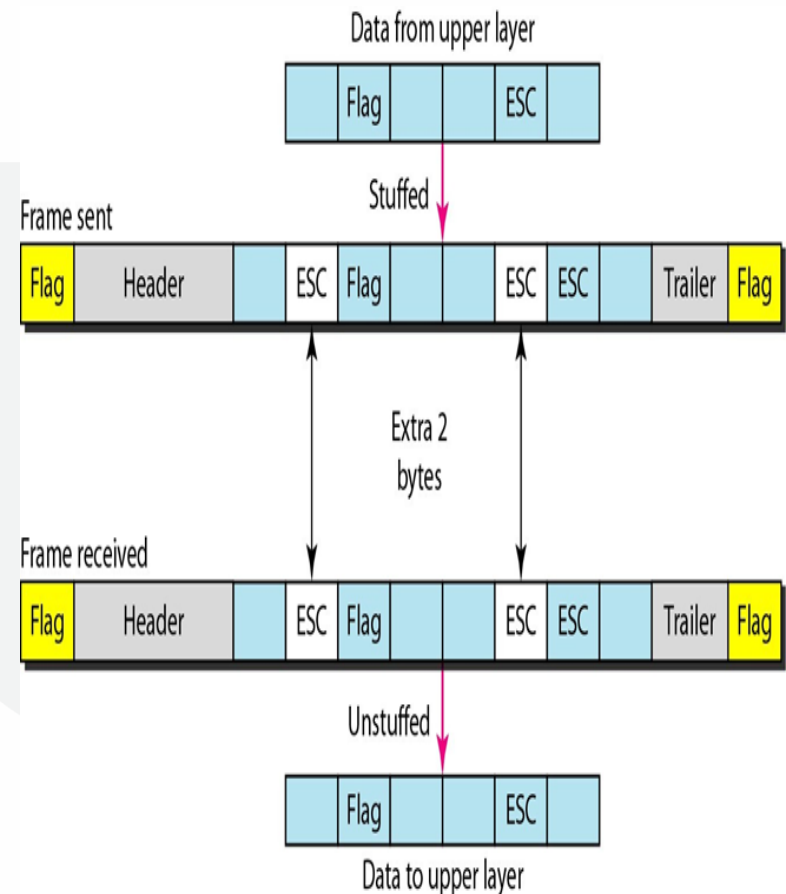 Data from upper layer
Flag ESC
Stuffed
Frame sent
Flag Header ESC Flag ESC ESC Trailer Flag
Extra 2
bytes
Frame received
Flag Header ESC Flag ESC ESC Trailer Flag
Unstuffed
Flag ESC
Data to upper layer